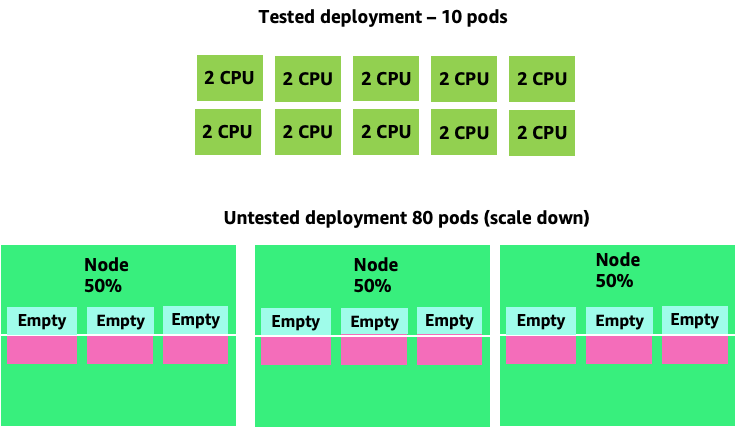 Tested deployment – 10 pods
2 CPU 2 CPU 2 CPU 2 CPU 2 CPU
2 CPU 2 CPU 2 CPU 2 CPU 2 CPU
Untested deployment 80 pods (scale down)
Node
50%
Empty Empty Empty
Node
50%
Empty Empty Empty
Node
50%
Empty Empty Empty